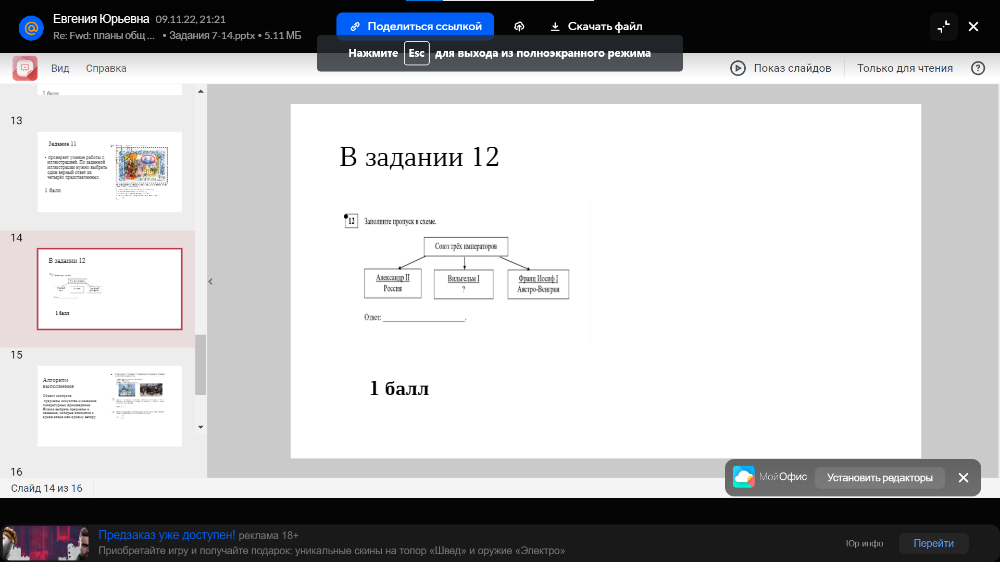 Евгения Юрьевна 09.11.22, 21:21
Re: Fwd: планы общ ... • Задания 7-14.pptx • 5.11 МБ
Поделиться ссылкой
Скачать файл
Нажмите Esc для выхода из полноэкранного режима
Вид Справка
Показ слайдов
Только для чтения
1 балл
13
Задание 11
• проверяет умение работы с
иллюстрацией. По заданной
иллюстрации нужно выбрать
один верный ответ из
четырёх представленных.
1 балл
14
В задании 12
1 балл
15
Алгоритм
выполнения
Объект контроля:
предметы искусства и названия
литературных произведений.
Нужно выбрать предметы и
названия, которые относятся к
одной эпохе или одному автору
16
В задании 12
12 Заполните пропуск в схеме.
Союз трёх императоров
Александр II
Россия
Вильгельм I
?
Франц Иосиф I
Австро-Венгрия
Ответ: ______________________.
1 балл
Слайд 14 из 16
МойОфис
Установить редакторы
Предзаказ уже доступен! реклама 18+
Приобретайте игру и получайте подарок: уникальные скины на топор «Швед» и оружие «Электро»
Юр инфо
Перейти